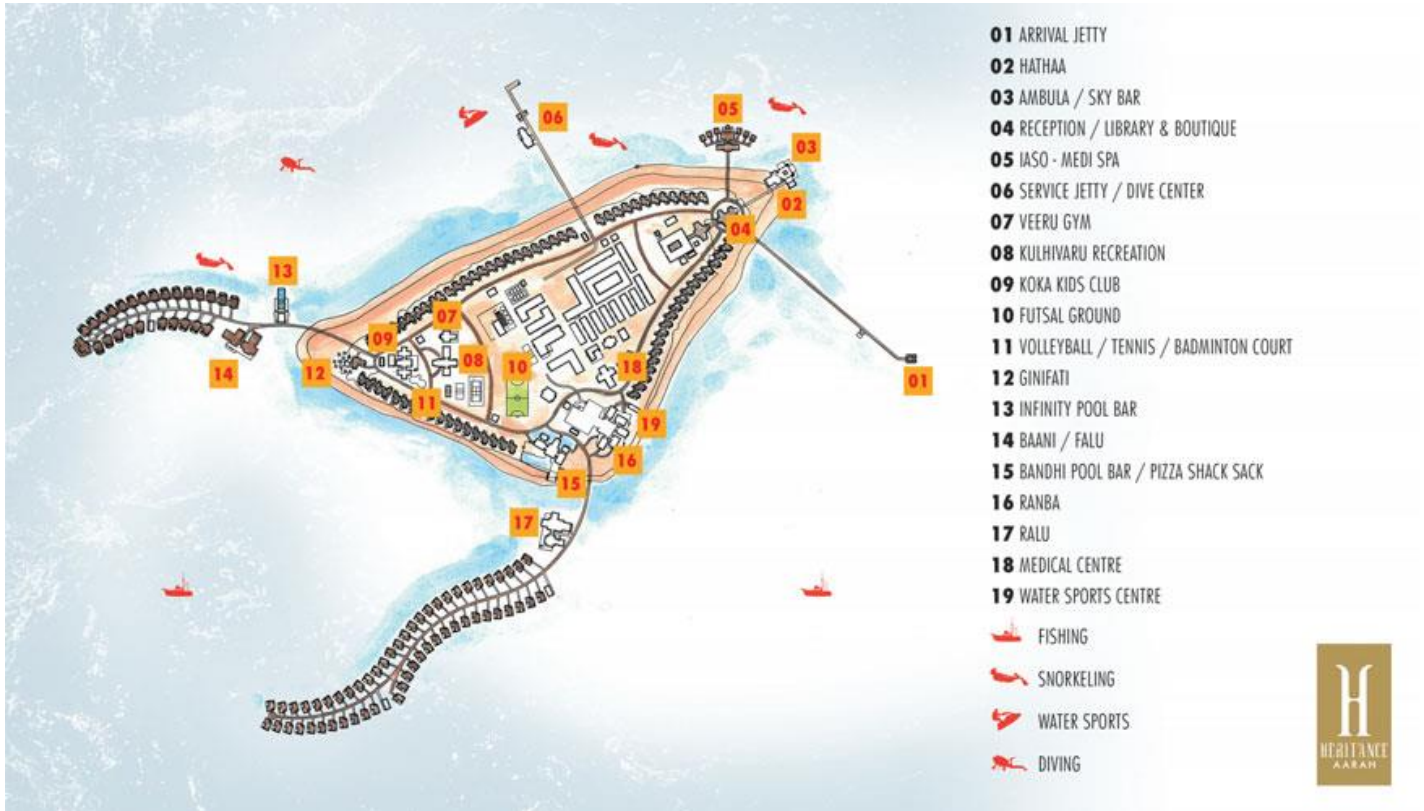 01 ARRIVAL JETTY
02 HATHAA
03 AMBULA / SKY BAR
04 RECEPTION / LIBRARY & BOUTIQUE
05 IASO - MEDI SPA
06 SERVICE JETTY / DIVE CENTER
07 VEERU GYM
08 KULHIVARU RECREATION
09 KOKA KIDS CLUB
10 FUTSAL GROUND
11 VOLLEYBALL / TENNIS / BADMINTON COURT
12 GINIFATI
13 INFINITY POOL BAR
14 BAANI / FALU
15 BANDHI POOL BAR / PIZZA SHACK SACK
16 RANBA
17 RALU
18 MEDICAL CENTRE
19 WATER SPORTS CENTRE
FISHING
SNORKELING
WATER SPORTS
DIVING
05
06
03
02
04
13
07
09
08
10
18
14
12
11
01
19
16
15
17
H
HERITANCE
AARAH